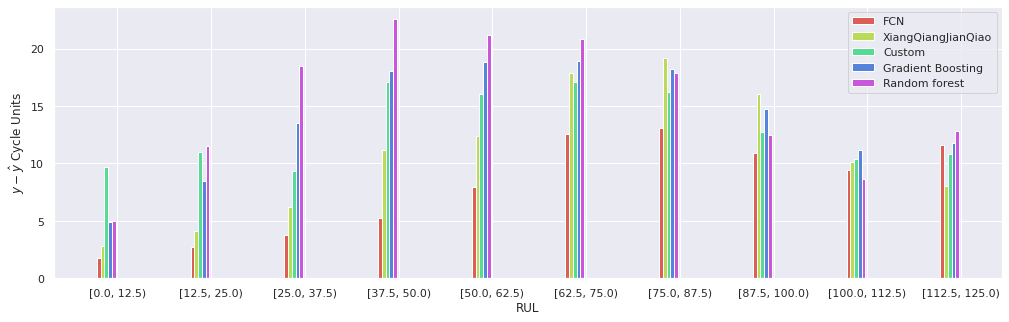 FCN
XiangQiangJianQiao
Custom
Gradient Boosting
Random forest
y − ŷ Cycle Units
20
15
10
5
0
[0.0, 12.5) [12.5, 25.0) [25.0, 37.5) [37.5, 50.0) [50.0, 62.5) [62.5, 75.0) [75.0, 87.5) [87.5, 100.0) [100.0, 112.5) [112.5, 125.0)
RUL